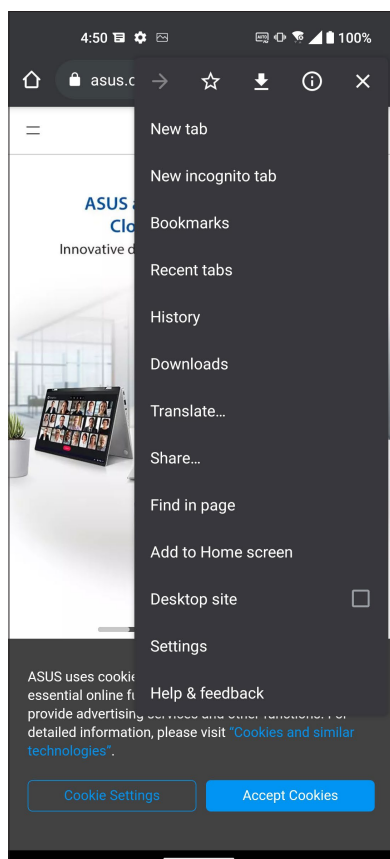 4:50
100%
asus.c
New tab
New incognito tab
ASUS
Clo
Bookmarks
Innovative d
Recent tabs
History
Downloads
Translate...
Share...
Find in page
Add to Home screen
Desktop site
Settings
Help & feedback
ASUS uses cookie
essential online fu
provide advertising services and other functions. For
detailed information, please visit "Cookies and similar
technologies".
Cookie Settings
Accept Cookies